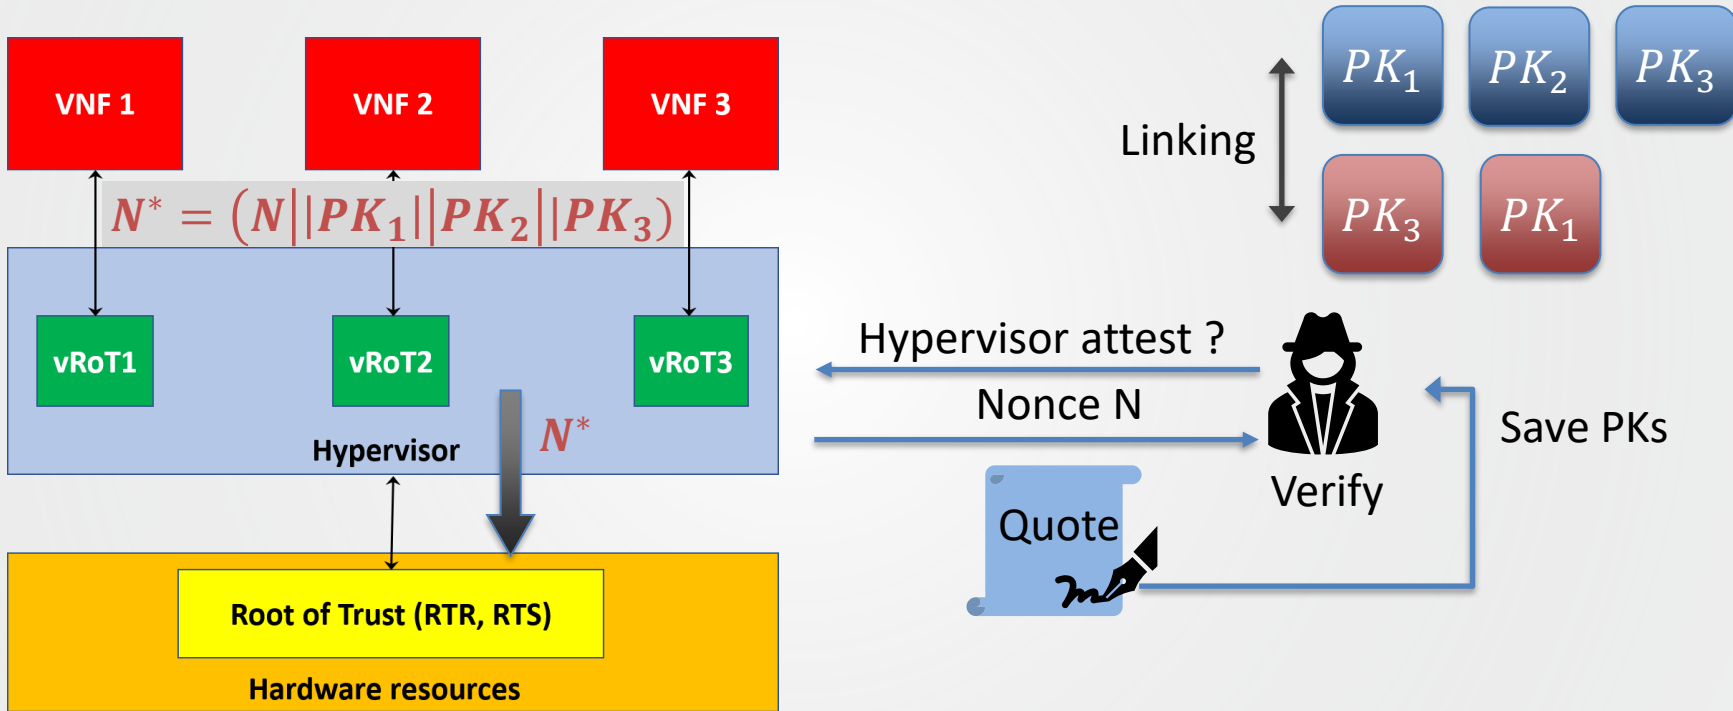 VNF 1
VNF 2
VNF 3
N* = (N||PK₁||PK₂||PK₃)
vRoT1
vRoT2
vRoT3
Hypervisor
N*
Root of Trust (RTR, RTS)
Hardware resources
PK₁
PK₂
PK₃
Linking
PK₃
PK₁
Hypervisor attest ?
Nonce N
Verify
Save PKs
Quote